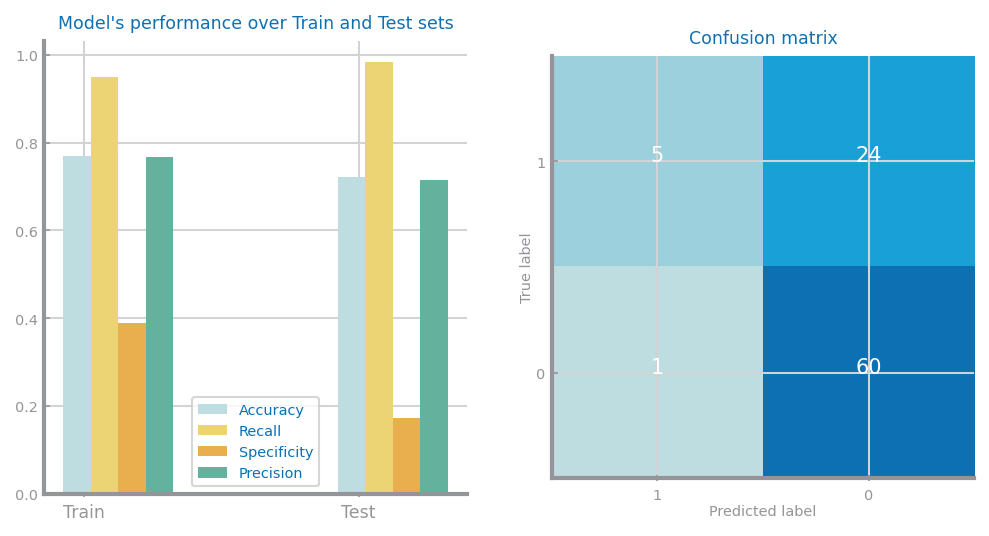 Model's performance over Train and Test sets
1.0
0.8
0.6
0.4
0.2
0.0
Train
Test
Accuracy
Recall
Specificity
Precision
Confusion matrix
True label
1
0
5
24
1
60
1
0
Predicted label